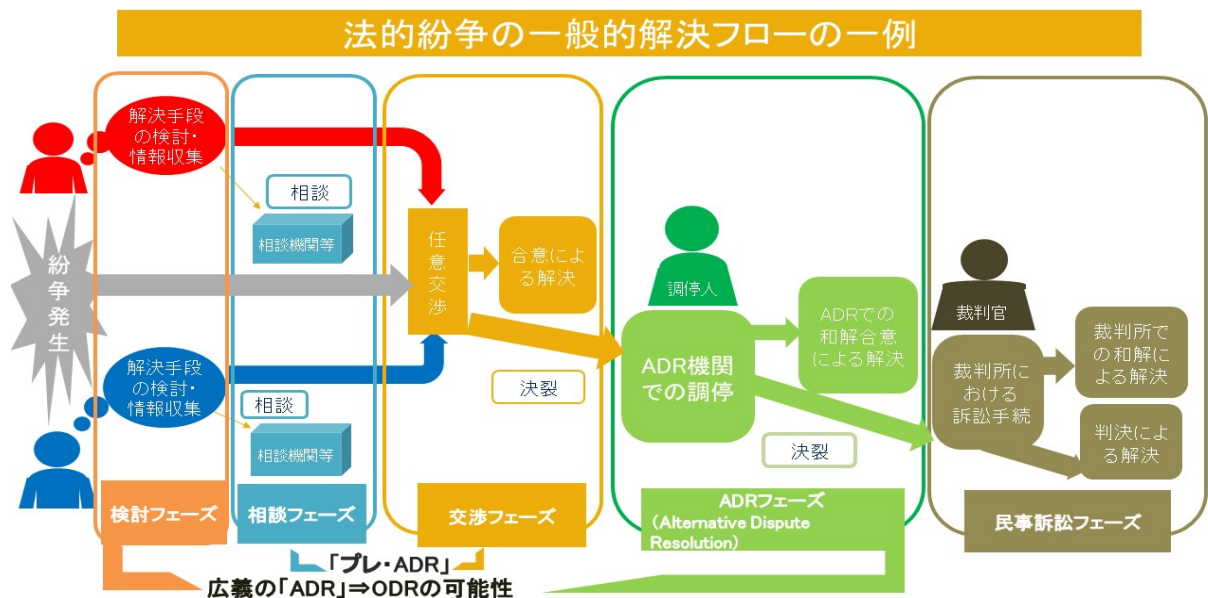 法的紛争の一般的解決フローの一例
解決手段
の検討・
情報収集
相談
相談機関等
紛争発生
任意交渉
合意によ
る解決
調停人
ADRでの
和解合意
による解決
裁判官
裁判所で
の和解に
よる解決
解決手段
の検討・
情報収集
相談
相談機関等
決裂
ADR機関
での調停
決裂
裁判所に
おける
訴訟手続
判決によ
る解決
検討フェーズ
相談フェーズ
交渉フェーズ
ADRフェーズ
（Alternative Dispute
Resolution）
民事訴訟フェーズ
「プレ・ADR」
広義の「ADR」⇒ODRの可能性